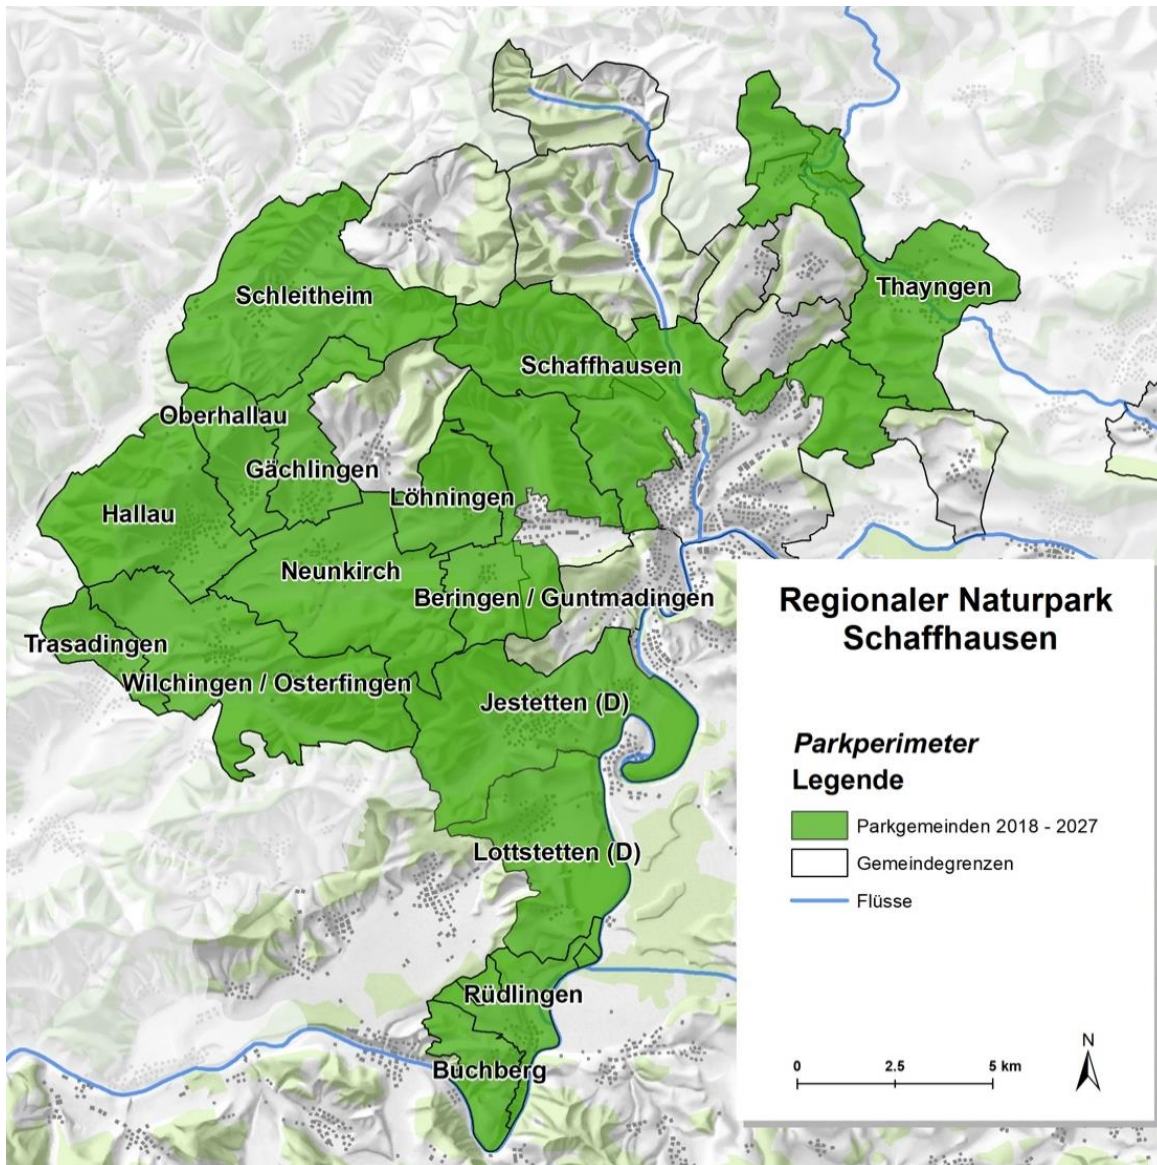 Schleitheim
Thayngen
Schaffhausen
Oberhallau
Gächlingen
Löhningen
Hallau
Neunkirch
Beringen / Guntmadingen
Trasadingen
Wilchingen / Osterfingen
Jestetten (D)
Lottstetten (D)
Rüdlingen
Buchberg
Regionaler Naturpark
Schaffhausen
Parkperimeter
Legende
Parkgemeinden 2018 - 2027
Gemeindegrenzen
Flüsse
N
0 2.5 5 km